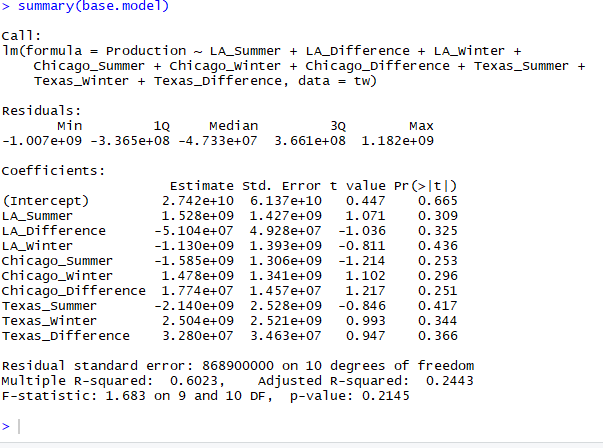 > summary(base.model)
Call:
lm(formula = Production ~ LA_Summer + LA_Difference + LA_Winter +
Chicago_Summer + Chicago_Winter + Chicago_Difference + Texas_Summer +
Texas_Winter + Texas_Difference, data = tw)
Residuals:
Min 1Q Median 3Q Max
-1.007e+09 -3.365e+08 -4.733e+07 3.661e+08 1.182e+09
Coefficients:
Estimate Std. Error t value Pr(>|t|)
(Intercept) 2.742e+10 6.137e+10 0.447 0.665
LA_Summer 1.528e+09 1.427e+09 1.071 0.309
LA_Difference -5.104e+07 4.928e+07 -1.036 0.325
LA_Winter -1.130e+09 1.393e+09 -0.811 0.436
Chicago_Summer -1.585e+09 1.306e+09 -1.214 0.253
Chicago_Winter 1.478e+09 1.341e+09 1.102 0.296
Chicago_Difference 1.774e+07 1.457e+07 1.217 0.251
Texas_Summer -2.140e+09 2.528e+09 -0.846 0.417
Texas_Winter 2.504e+09 2.521e+09 0.993 0.344
Texas_Difference 3.280e+07 3.463e+07 0.947 0.366
Residual standard error: 868900000 on 10 degrees of freedom
Multiple R-squared: 0.6023, Adjusted R-squared: 0.2443
F-statistic: 1.683 on 9 and 10 DF, p-value: 0.2145
>